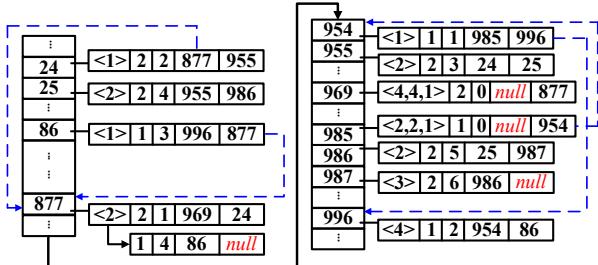 ⋮
24 <1> 2 2 877 955
25 <2> 2 4 955 986
⋮
86 <1> 1 3 996 877
⋮
⋮
877 <2> 2 1 969 24
⋮ 1 4 86 null
954 <1> 1 1 985 996
955 <2> 2 3 24 25
⋮
969 <4,4,1> 2 0 null 877
⋮
985 <2,2,1> 1 0 null 954
986 <2> 2 5 25 987
987 <3> 2 6 986 null
⋮
996 <4> 1 2 954 86
⋮